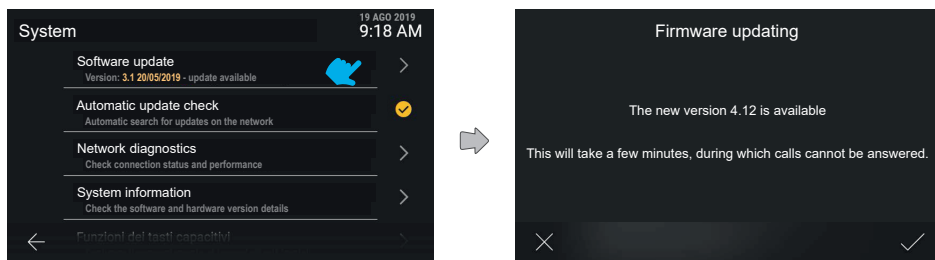 System
19 AGO 2019
9:18 AM
Software update
Version: 3.1 20/05/2019 - update available
Automatic update check
Automatic search for updates on the network
Network diagnostics
Check connection status and performance
System information
Check the software and hardware version details
Funzioni dei tasti capacitivi
Firmware updating
The new version 4.12 is available
This will take a few minutes, during which calls cannot be answered.